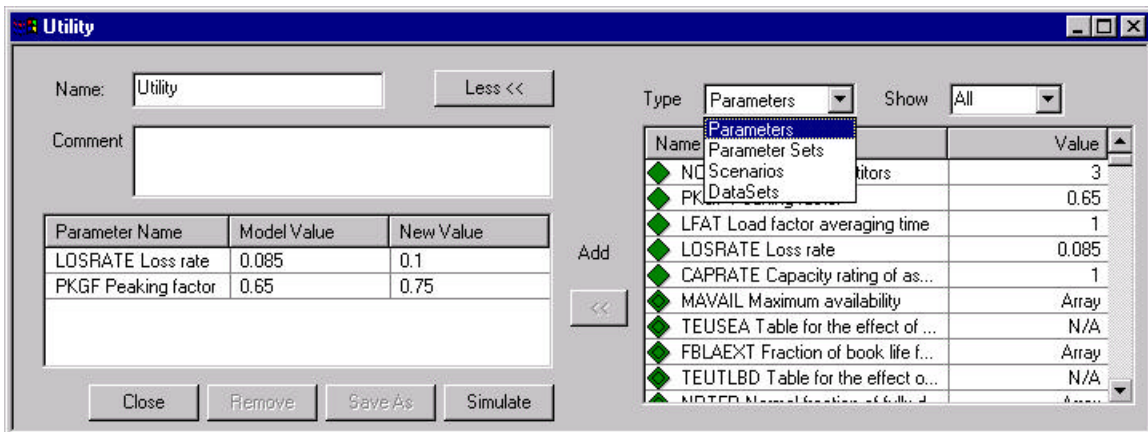 Utility
Name: Utility Less <<
Comment
Parameter Name Model Value New Value
LOSRATE Loss rate 0.085 0.1
PKGF Peaking factor 0.65 0.75
Close Remove Save As Simulate
Add
<<
Type Parameters Show All
Parameters
Parameter Sets
Scenarios
DataSets
Name Value
titors 3
0.65
LFAT Load factor averaging time 1
LOSRATE Loss rate 0.085
CAPRATE Capacity rating of as... 1
MAVAIL Maximum availability Array
TEUSEA Table for the effect of ... N/A
FBLAEXT Fraction of book life f... Array
TEUTLBD Table for the effect o... N/A